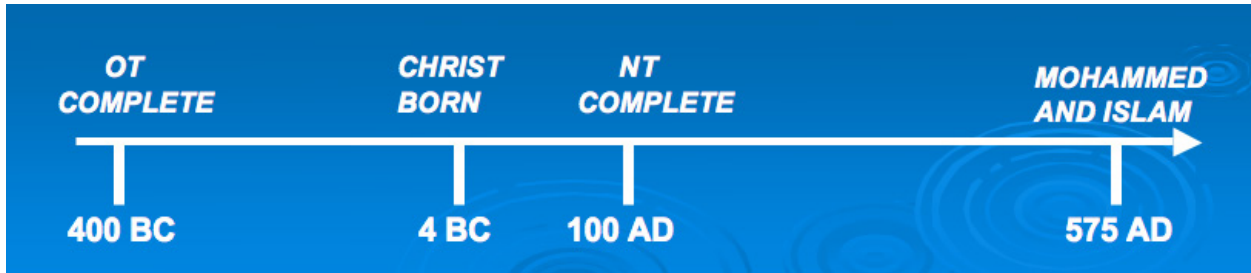 OT
COMPLETE
CHRIST
BORN
NT
COMPLETE
MOHAMMED
AND ISLAM
400 BC
4 BC
100 AD
575 AD